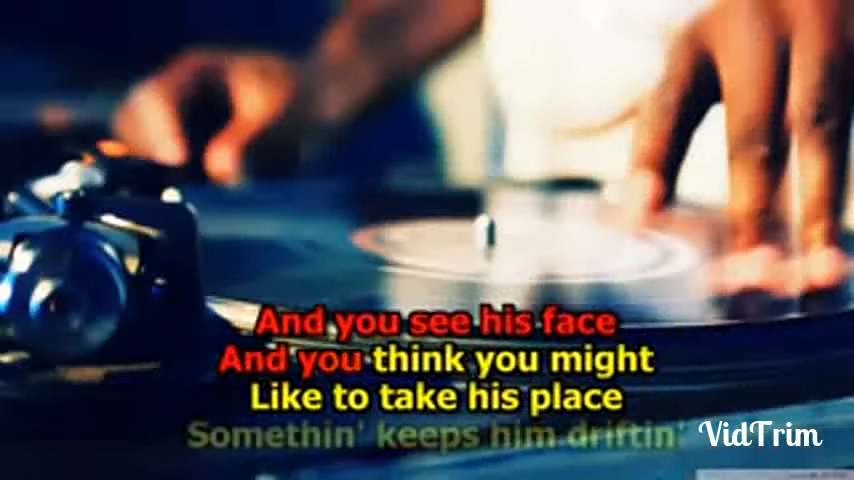 And you see his face
And you think you might
Like to take his place
Somethin' keeps him driftin'
VidTrim